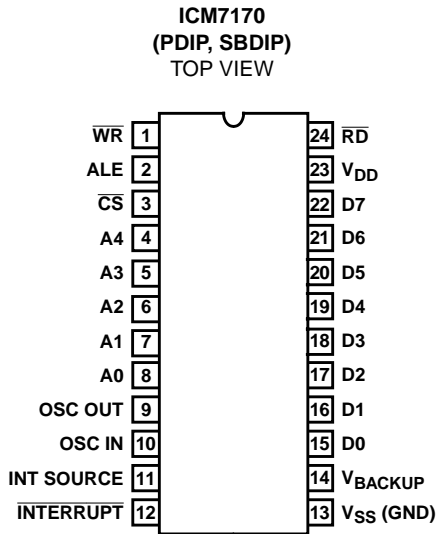 ICM7170
(PDIP, SBDIP)
TOP VIEW
WR 1 24 RD
ALE 2 23 VDD
CS 3 22 D7
A4 4 21 D6
A3 5 20 D5
A2 6 19 D4
A1 7 18 D3
A0 8 17 D2
OSC OUT 9 16 D1
OSC IN 10 15 D0
INT SOURCE 11 14 VBACKUP
INTERRUPT 12 13 VSS (GND)